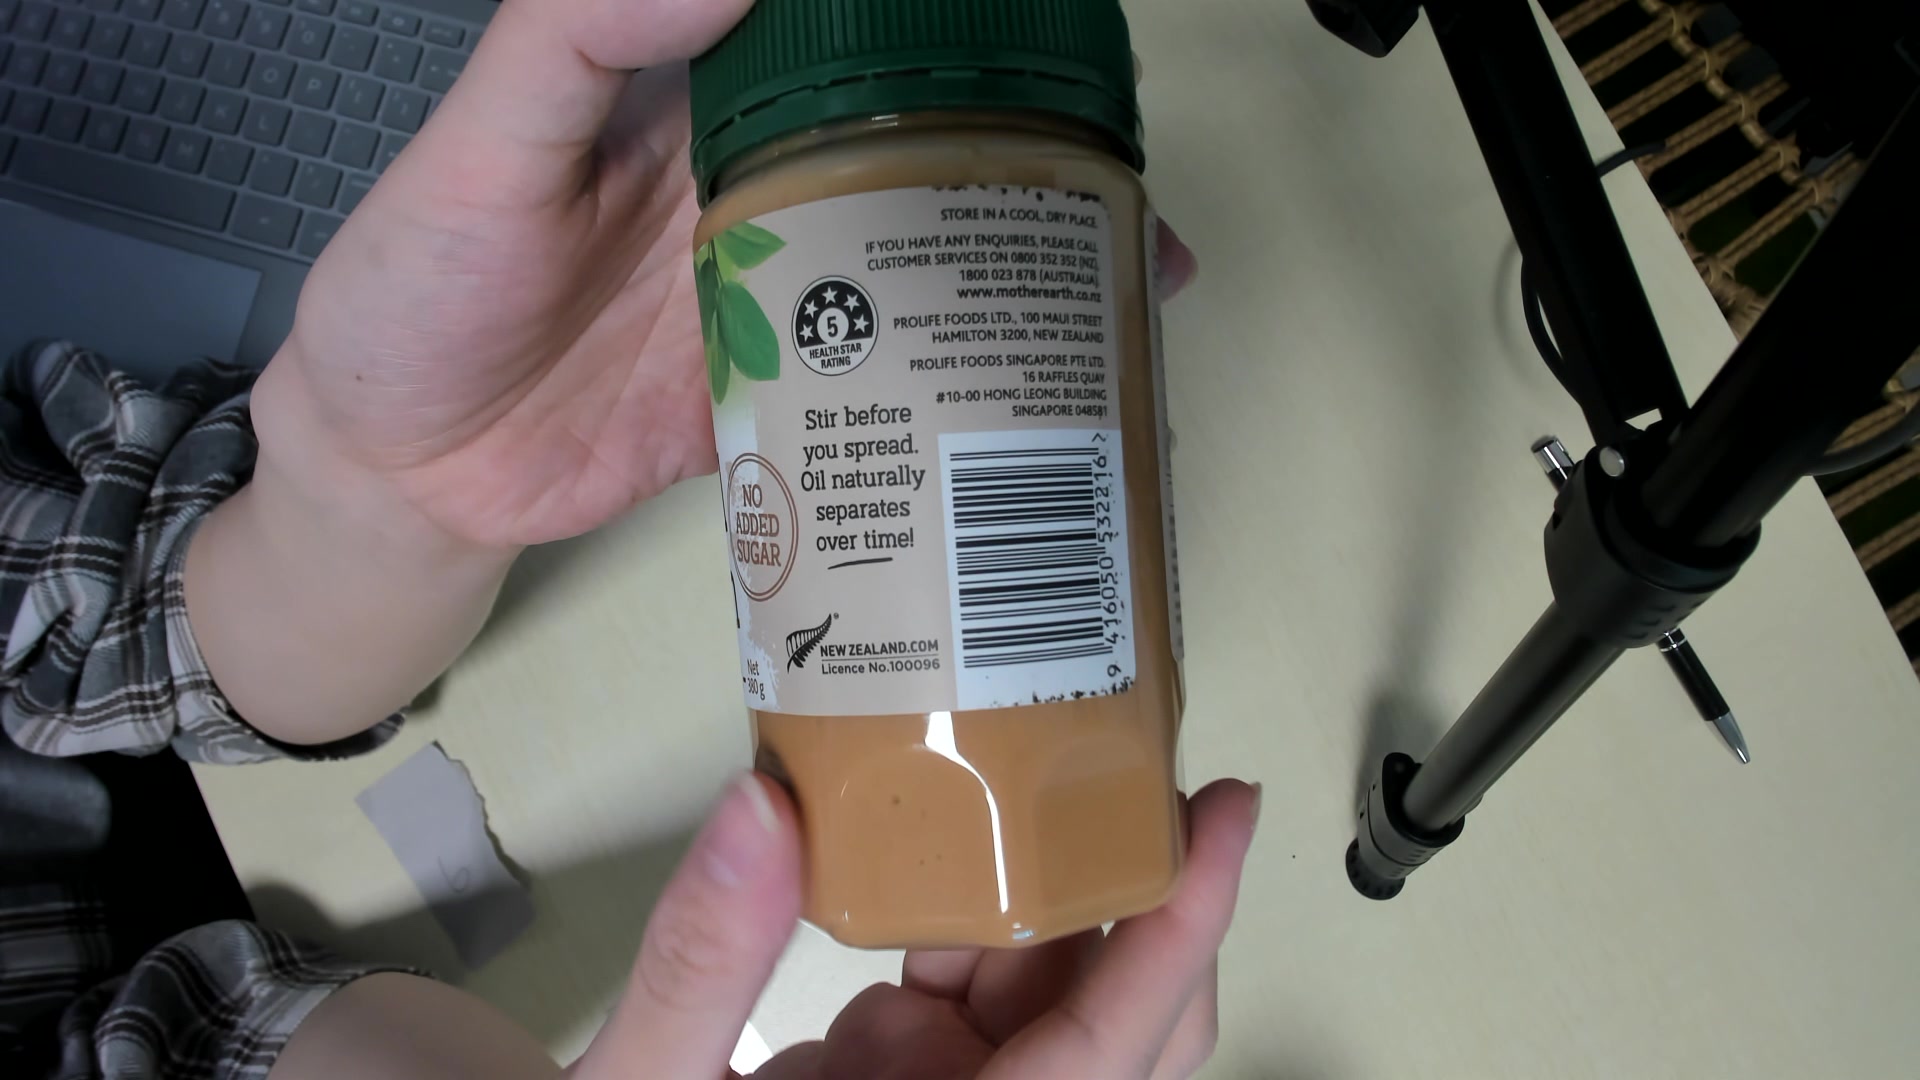 STORE IN A COOL, DRY PLACE.
IF YOU HAVE ANY ENQUIRIES, PLEASE CALL
CUSTOMER SERVICES ON 0800 352 352 (NZ),
1800 023 878 (AUSTRALIA).
www.motherearth.co.nz
PROLIFE FOODS LTD., 100 MAUI STREET
HAMILTON 3200, NEW ZEALAND
PROLIFE FOODS SINGAPORE PTE LTD.
16 RAFFLES QUAY
#10-00 HONG LEONG BUILDING
SINGAPORE 048581
5
HEALTH STAR
RATING
Stir before
you spread.
Oil naturally
separates
over time!
NO
ADDED
SUGAR
NEW ZEALAND.COM
Licence No.100096
Net
380 g
9 416050 532216
6